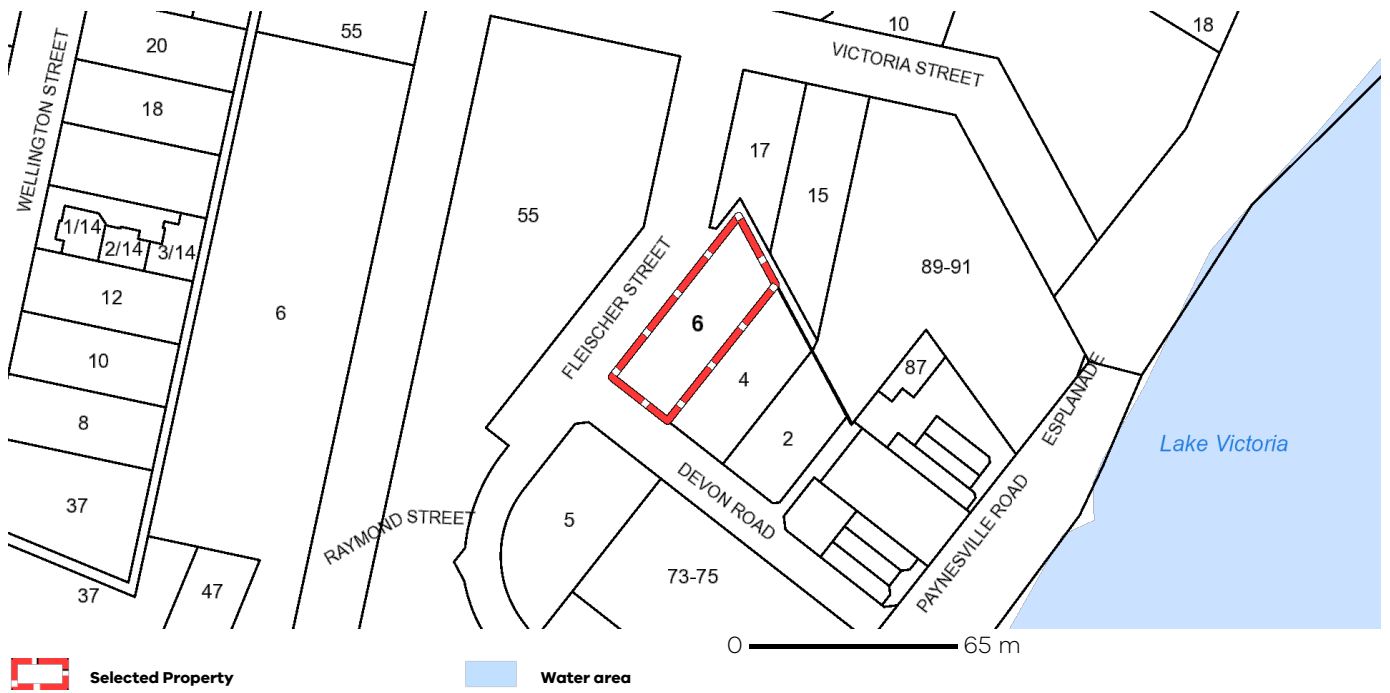 20
55
10
18
WELLINGTON STREET
VICTORIA STREET
18
17
15
55
1/14
2/14
3/14
89-91
FLEISCHER STREET
12
6
6
10
87
4
ESPLANADE
8
2
Lake Victoria
DEVON ROAD
37
RAYMOND STREET
5
PAYNESVILLE ROAD
73-75
37
47
0 65 m
Selected Property
Water area